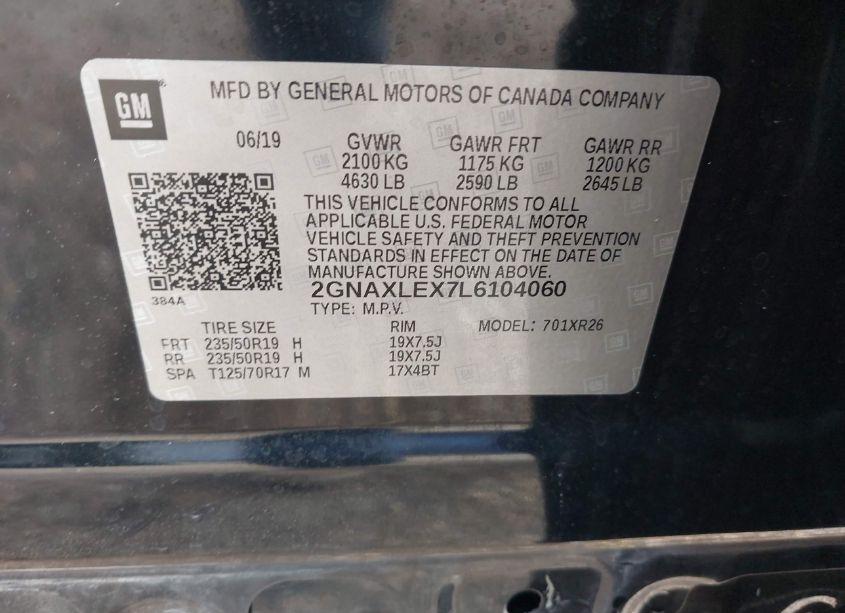 GM
MFD BY GENERAL MOTORS OF CANADA COMPANY
06/19 GVWR GAWR FRT GAWR RR
2100 KG 1175 KG 1200 KG
4630 LB 2590 LB 2645 LB
THIS VEHICLE CONFORMS TO ALL
APPLICABLE U.S. FEDERAL MOTOR
VEHICLE SAFETY AND THEFT PREVENTION
STANDARDS IN EFFECT ON THE DATE OF
MANUFACTURE SHOWN ABOVE.
384A
2GNAXLEX7L6104060
TYPE: M.P.V.
TIRE SIZE RIM MODEL: 701XR26
FRT 235/50R19 H 19X7.5J
RR 235/50R19 H 19X7.5J
SPA T125/70R17 M 17X4BT